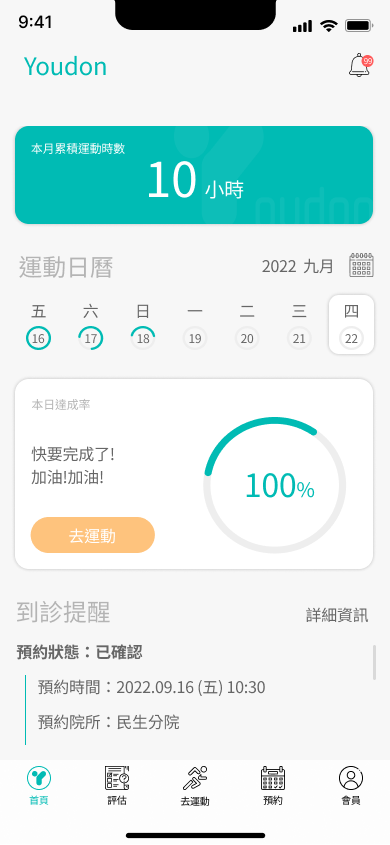 9:41
Youdon
99
本月累積運動時數
10 小時
oudon
運動日曆
2022 九月
五 六 日 一 二 三 四
16 17 18 19 20 21 22
本日達成率
快要完成了!
加油!加油!
100%
去運動
到診提醒
詳細資訊
預約狀態：已確認
預約時間：2022.09.16 (五) 10:30
預約院所：民生分院
首頁 評估 去運動 預約 會員